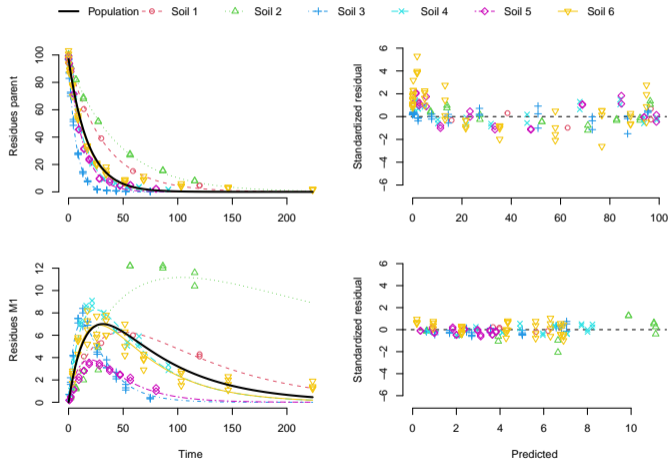 Population Soil 1 Soil 2 Soil 3 Soil 4 Soil 5 Soil 6
Residues parent
100
80
60
40
20
0
0 50 100 150 200
Standardized residual
6
4
2
0
-2
-4
-6
0 20 40 60 80 100
Residues M1
12
10
8
6
4
2
0
0 50 100 150 200
Time
Standardized residual
6
4
2
0
-2
-4
-6
0 2 4 6 8 10
Predicted